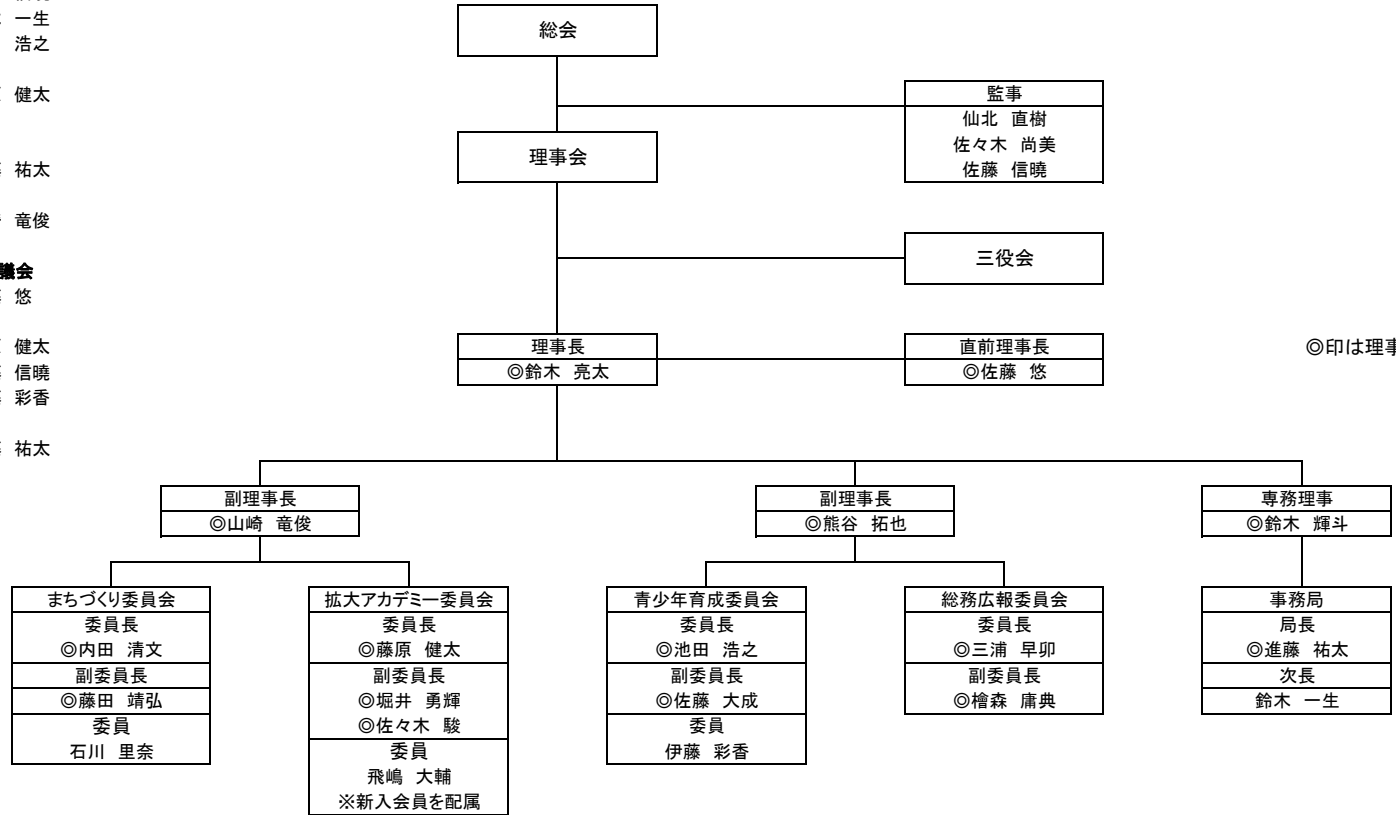 一生
浩之
健太
祐太
竜俊
議会
悠
健太
信曉
彩香
祐太
総会
監事
仙北 直樹
佐々木 尚美
佐藤 信曉
理事会
三役会
理事長
◎鈴木 亮太
直前理事長
◎佐藤 悠
◎印は理事
副理事長
◎山崎 竜俊
副理事長
◎熊谷 拓也
専務理事
◎鈴木 輝斗
まちづくり委員会
委員長
◎内田 清文
副委員長
◎藤田 靖弘
委員
石川 里奈
拡大アカデミー委員会
委員長
◎藤原 健太
副委員長
◎堀井 勇輝
◎佐々木 駿
委員
飛嶋 大輔
※新入会員を配属
青少年育成委員会
委員長
◎池田 浩之
副委員長
◎佐藤 大成
委員
伊藤 彩香
総務広報委員会
委員長
◎三浦 早卯
副委員長
◎檜森 庸典
事務局
局長
◎進藤 祐太
次長
鈴木 一生